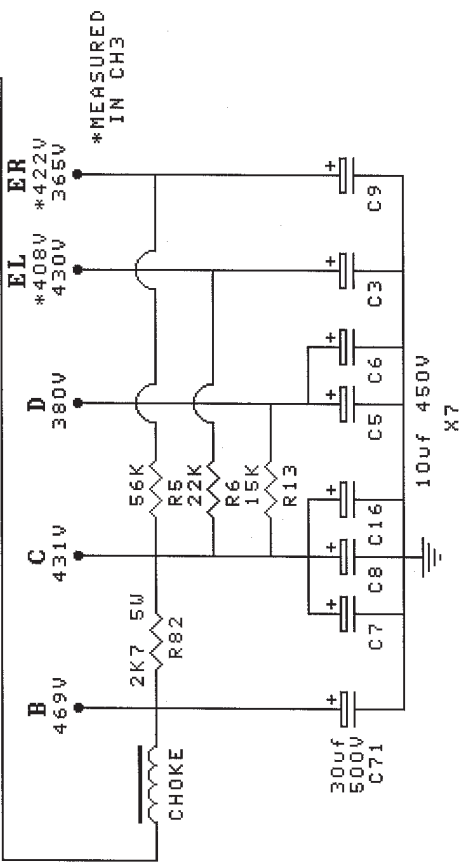 B
469V
C
431V
D
380V
EL
*408V
430V
ER
*422V
365V
*MEASURED
IN CH3
CHOKE
2K7 5W
R82
56K
R5
22K
R6
15K
R13
30uf
500V
C71
+
+
+
+
+
+
+
+
C7
C8
C16
C5
C6
C3
C9
10uf 450V
X7